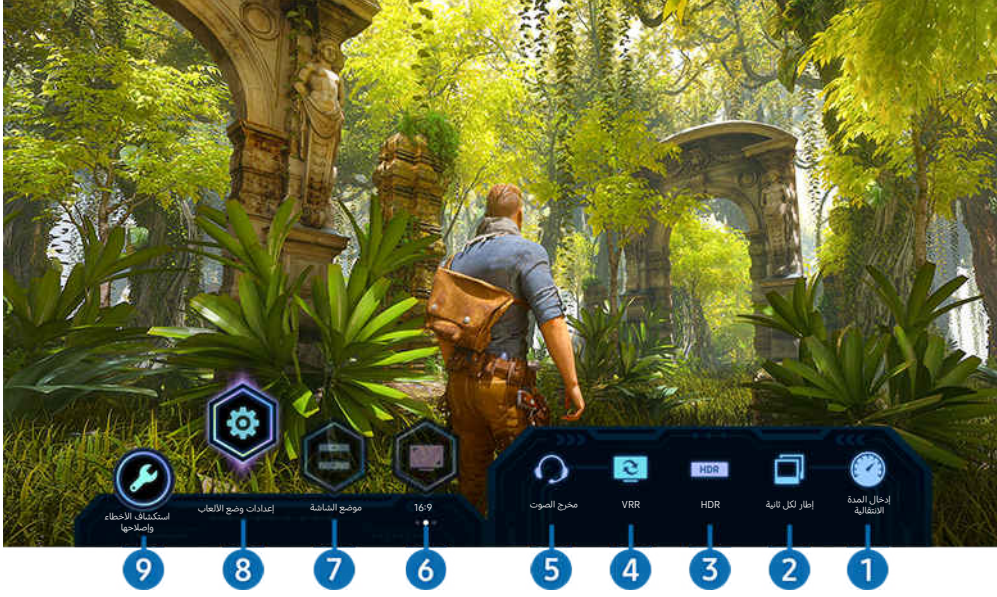 HDR
إدخال المدة
الانتقالية
إطار لكل ثانية
HDR
VRR
مخرج الصوت
16:9
موضع الشاشة
إعدادات وضع الألعاب
استكشاف الأخطاء
وإصلاحها
1
2
3
4
5
6
7
8
9